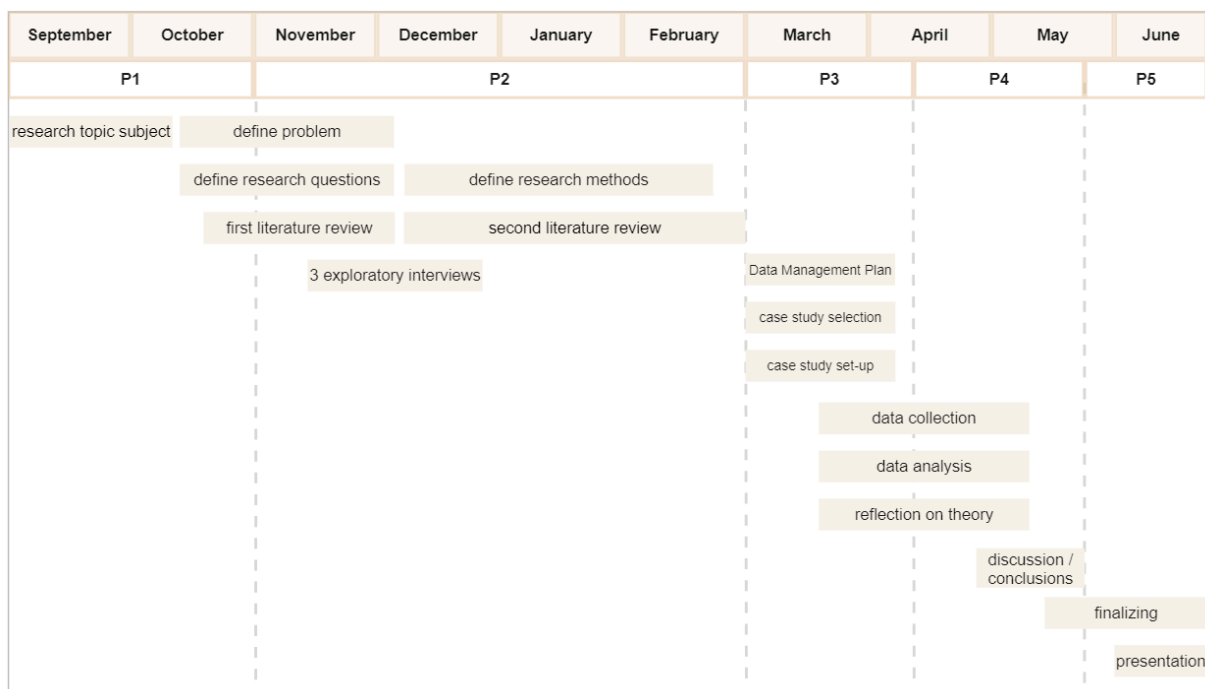 September October November December January February March April May June
P1 P2 P3 P4 P5
research topic subject define problem
define research questions define research methods
first literature review second literature review
3 exploratory interviews Data Management Plan
case study selection
case study set-up
data collection
data analysis
reflection on theory
discussion /
conclusions
finalizing
presentation